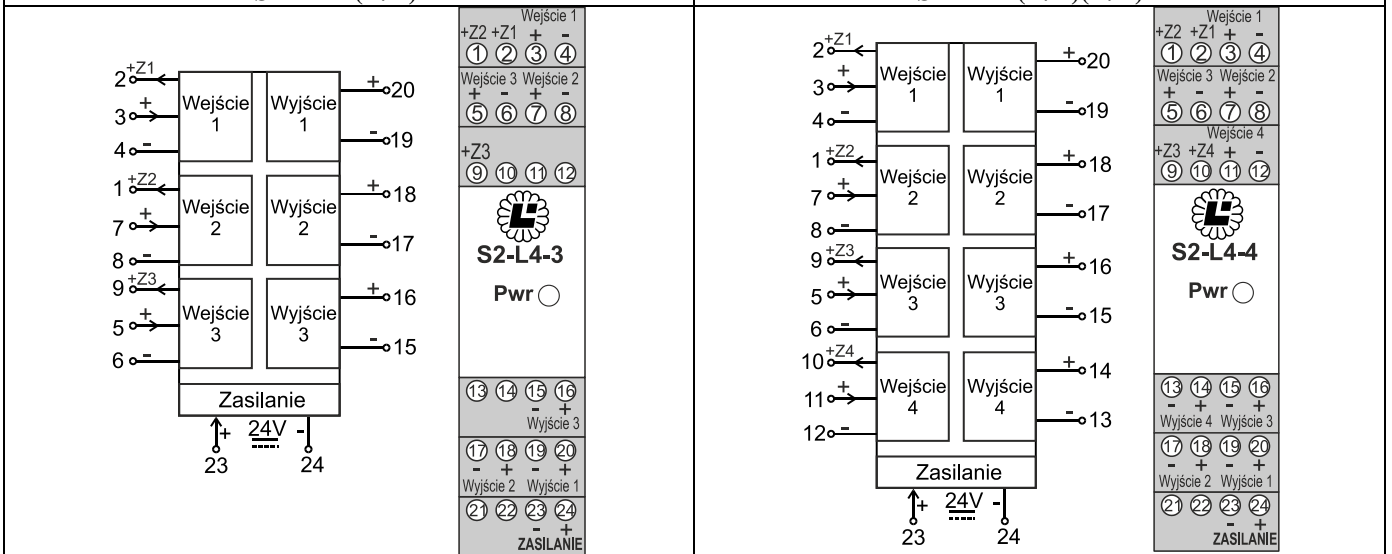 2 +Z1
3 +
4 -
1 +Z2
7 +
8 -
9 +Z3
5 +
6 -
Wejście 1
Wyjście 1
Wejście 2
Wyjście 2
Wejście 3
Wyjście 3
+ 20
- 19
+ 18
- 17
+ 16
- 15
Zasilanie
+ 24V -
23 24
Wejście 1
+Z2 +Z1 + -
1 2 3 4
Wejście 3 Wejście 2
+ - + -
5 6 7 8
+Z3
9 10 11 12
S2-L4-3
Pwr
13 14 15 16
- +
Wyjście 3
17 18 19 20
- + - +
Wyjście 2 Wyjście 1
21 22 23 24
- +
ZASILANIE
2 +Z1
3 +
4 -
1 +Z2
7 +
8 -
9 +Z3
5 +
6 -
10 +Z4
11 +
12 -
Wejście 1
Wyjście 1
Wejście 2
Wyjście 2
Wejście 3
Wyjście 3
Wejście 4
Wyjście 4
+ 20
- 19
+ 18
- 17
+ 16
- 15
+ 14
- 13
Zasilanie
+ 24V -
23 24
Wejście 1
+Z2 +Z1 + -
1 2 3 4
Wejście 3 Wejście 2
+ - + -
5 6 7 8
Wejście 4
+Z3 +Z4 + -
9 10 11 12
S2-L4-4
Pwr
13 14 15 16
- + - +
Wyjście 4 Wyjście 3
17 18 19 20
- + - +
Wyjście 2 Wyjście 1
21 22 23 24
- +
ZASILANIE